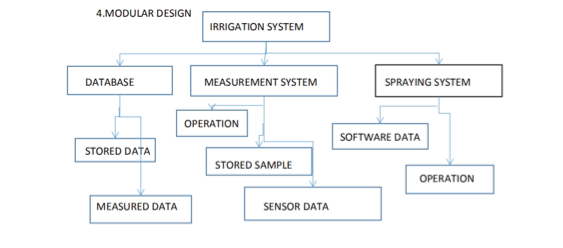 4.MODULAR DESIGN
IRRIGATION SYSTEM
DATABASE
MEASUREMENT SYSTEM
SPRAYING SYSTEM
OPERATION
SOFTWARE DATA
STORED DATA
STORED SAMPLE
OPERATION
MEASURED DATA
SENSOR DATA